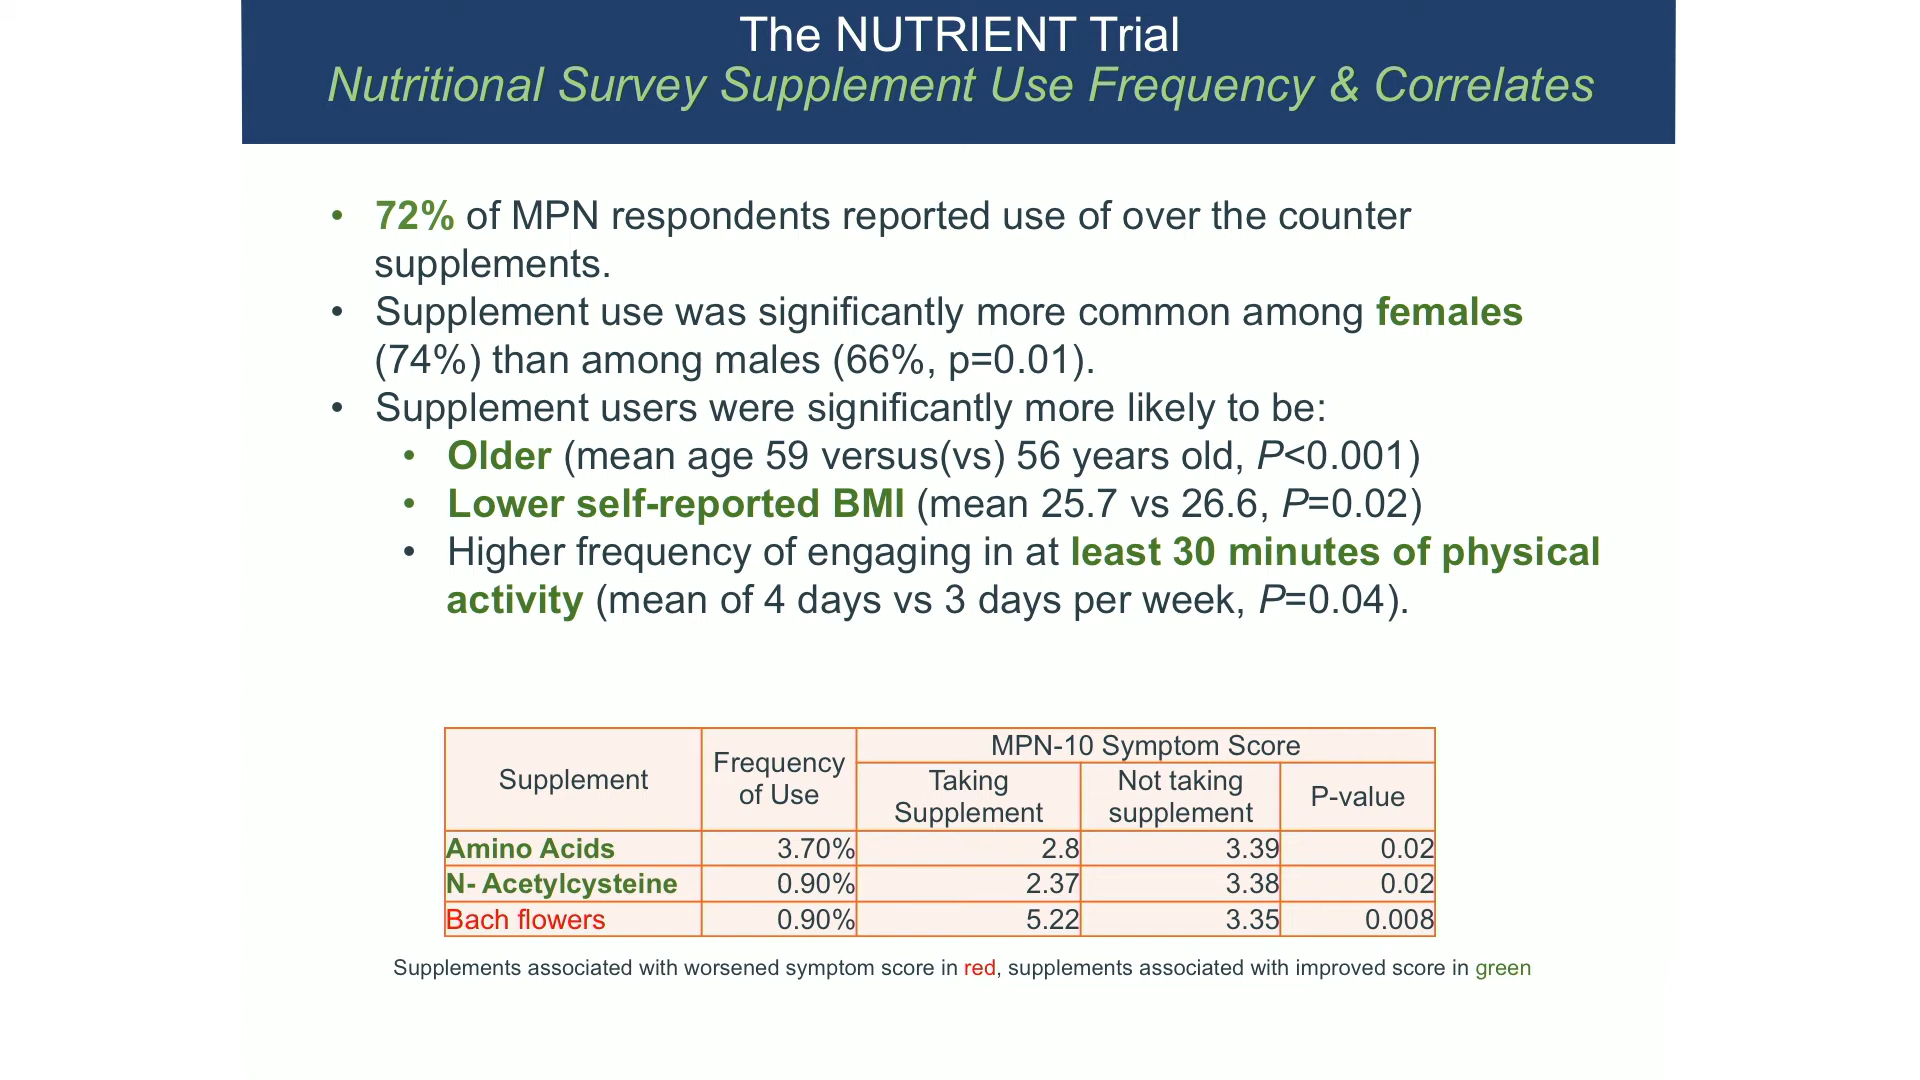 The NUTRIENT Trial
Nutritional Survey Supplement Use Frequency & Correlates
• 72% of MPN respondents reported use of over the counter
supplements.
• Supplement use was significantly more common among females
(74%) than among males (66%, p=0.01).
• Supplement users were significantly more likely to be:
• Older (mean age 59 versus(vs) 56 years old, P<0.001)
• Lower self-reported BMI (mean 25.7 vs 26.6, P=0.02)
• Higher frequency of engaging in at least 30 minutes of physical
activity (mean of 4 days vs 3 days per week, P=0.04).
Supplement
Frequency
of Use
MPN-10 Symptom Score
Taking
Supplement
Not taking
supplement
P-value
Amino Acids 3.70% 2.8 3.39 0.02
N- Acetylcysteine 0.90% 2.37 3.38 0.02
Bach flowers 0.90% 5.22 3.35 0.008
Supplements associated with worsened symptom score in red, supplements associated with improved score in green